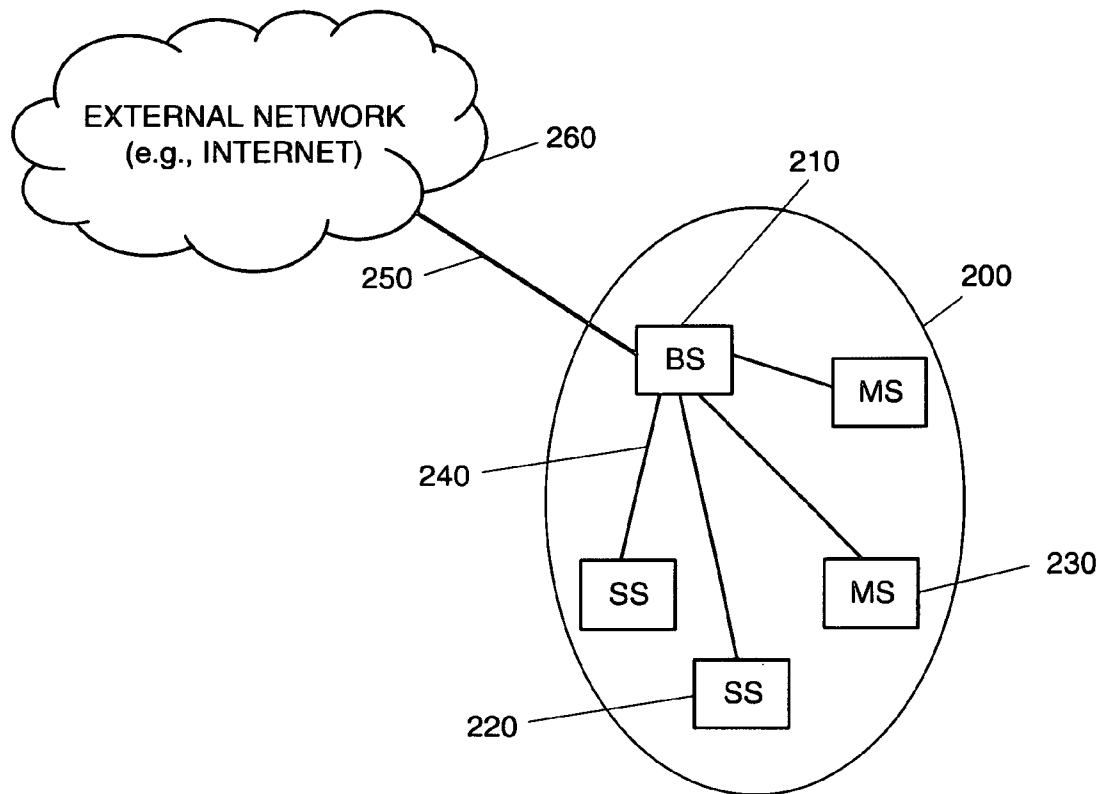 EXTERNAL NETWORK
(e.g., INTERNET)
260
210
250
200
BS
MS
240
230
SS
MS
SS
220